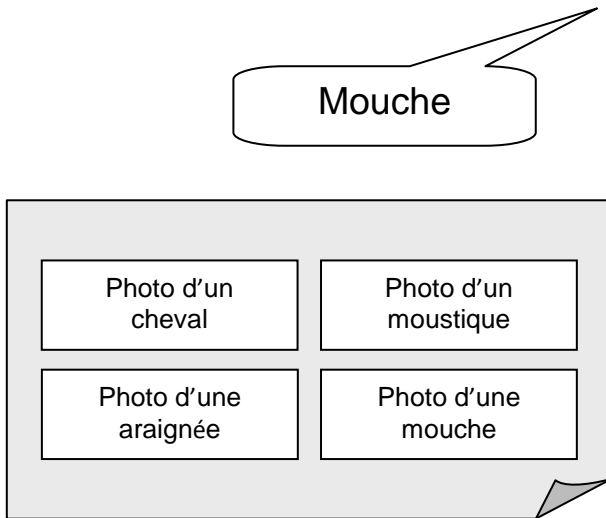 Mouche
Photo d'un
cheval
Photo d'un
moustique
Photo d'une
araignée
Photo d'une
mouche